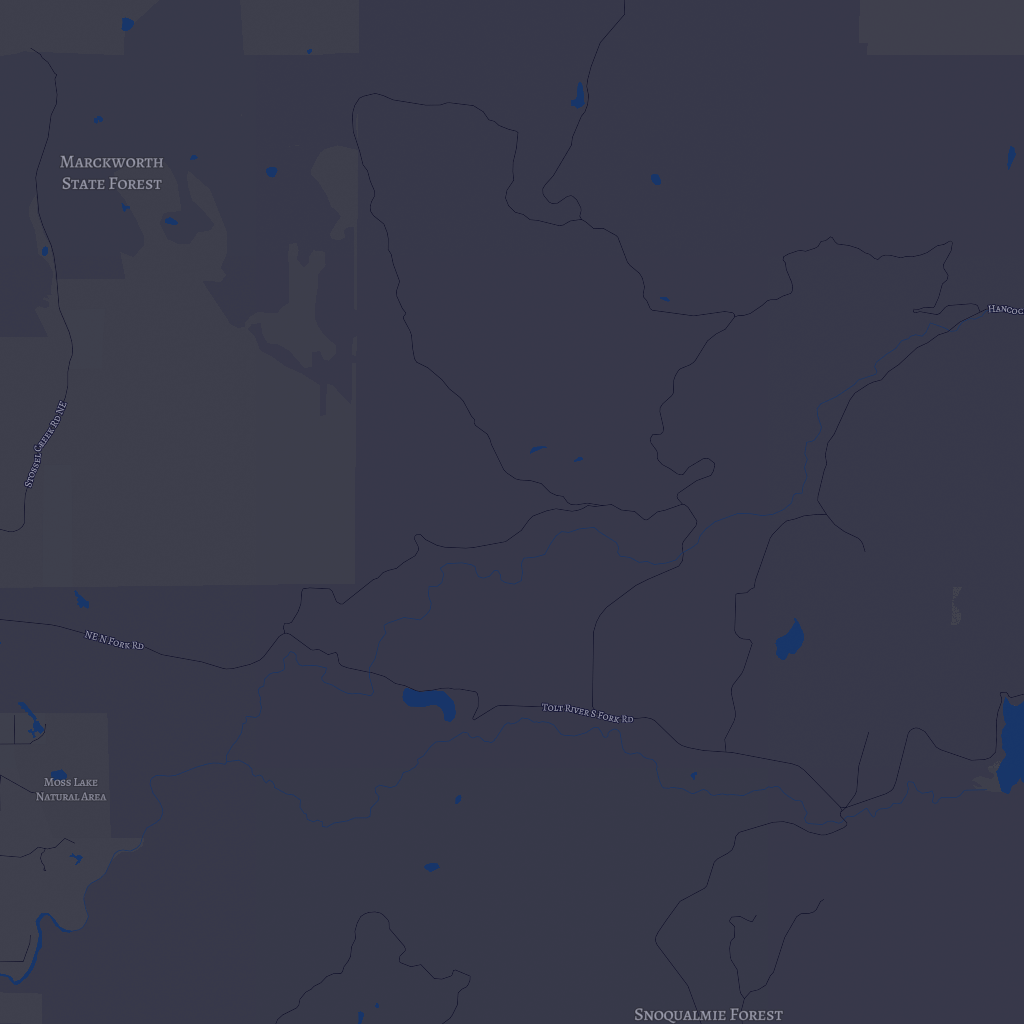 Marckworth
State Forest
Hancoc
Stossel Creek Rd NE
NE N Fork Rd
Tolt River S Fork Rd
Moss Lake
Natural Area
Snoqualmie Forest